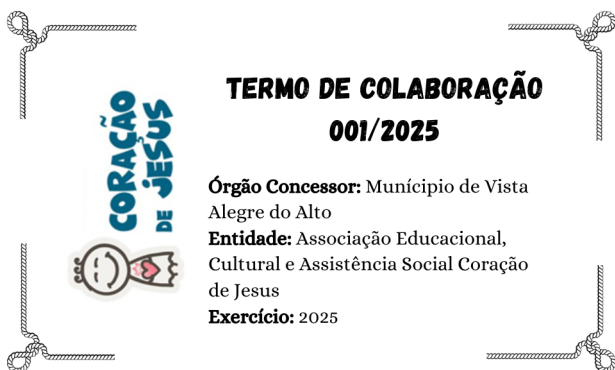 CORAÇÃO
DE JESUS
TERMO DE COLABORAÇÃO
001/2025
Órgão Concessor: Munícipio de Vista
Alegre do Alto
Entidade: Associação Educacional,
Cultural e Assistência Social Coração
de Jesus
Exercício: 2025